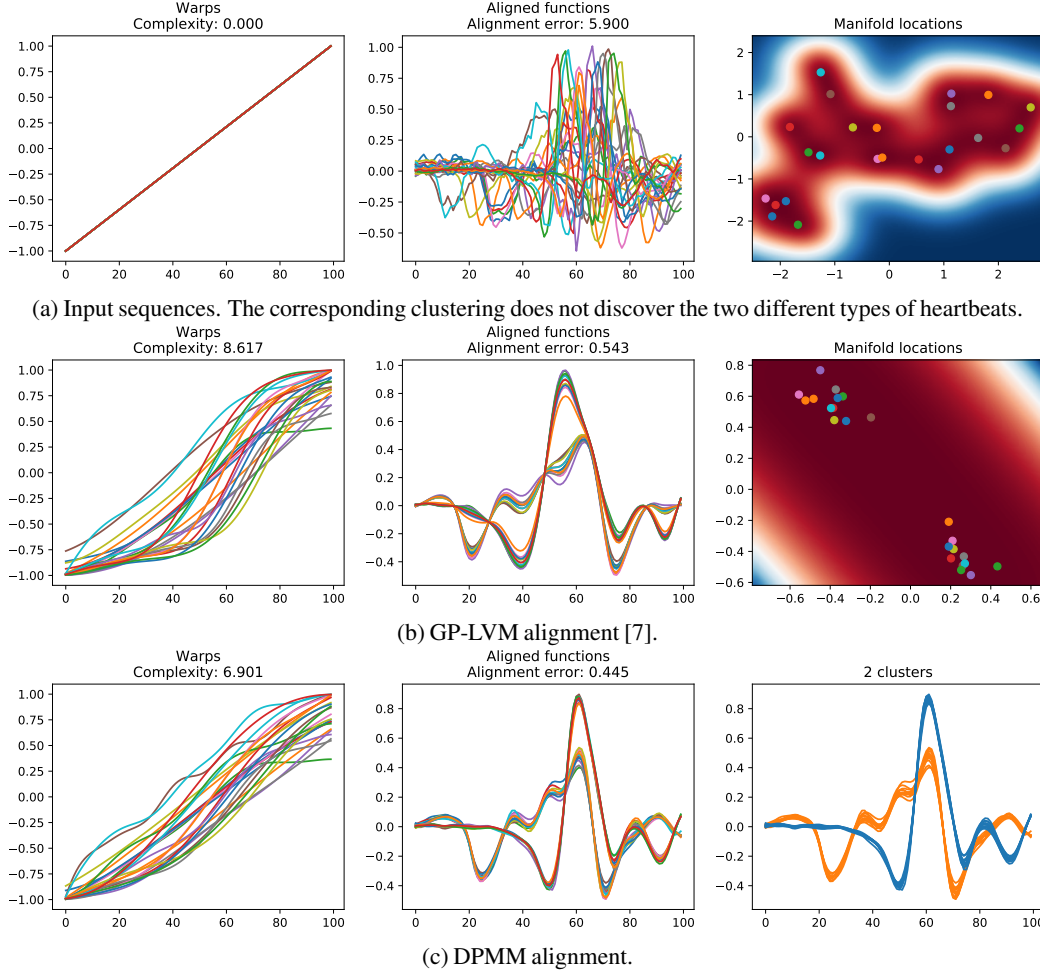 Warps
Complexity: 0.000
1.00
0.75
0.50
0.25
0.00
−0.25
−0.50
−0.75
−1.00
0 20 40 60 80 100
Aligned functions
Alignment error: 5.900
1.00
0.75
0.50
0.25
0.00
−0.25
−0.50
0 20 40 60 80 100
Manifold locations
2
1
0
−1
−2
−2 −1 0 1 2
(a) Input sequences. The corresponding clustering does not discover the two different types of heartbeats.
Warps
Complexity: 8.617
1.00
0.75
0.50
0.25
0.00
−0.25
−0.50
−0.75
−1.00
0 20 40 60 80 100
Aligned functions
Alignment error: 0.543
1.0
0.8
0.6
0.4
0.2
0.0
−0.2
−0.4
0 20 40 60 80 100
Manifold locations
0.8
0.6
0.4
0.2
0.0
−0.2
−0.4
−0.6
−0.6 −0.4 −0.2 0.0 0.2 0.4 0.6
(b) GP-LVM alignment [7].
Warps
Complexity: 6.901
1.00
0.75
0.50
0.25
0.00
−0.25
−0.50
−0.75
−1.00
0 20 40 60 80 100
Aligned functions
Alignment error: 0.445
0.8
0.6
0.4
0.2
0.0
−0.2
−0.4
0 20 40 60 80 100
2 clusters
0.8
0.6
0.4
0.2
0.0
−0.2
−0.4
0 20 40 60 80 100
(c) DPMM alignment.